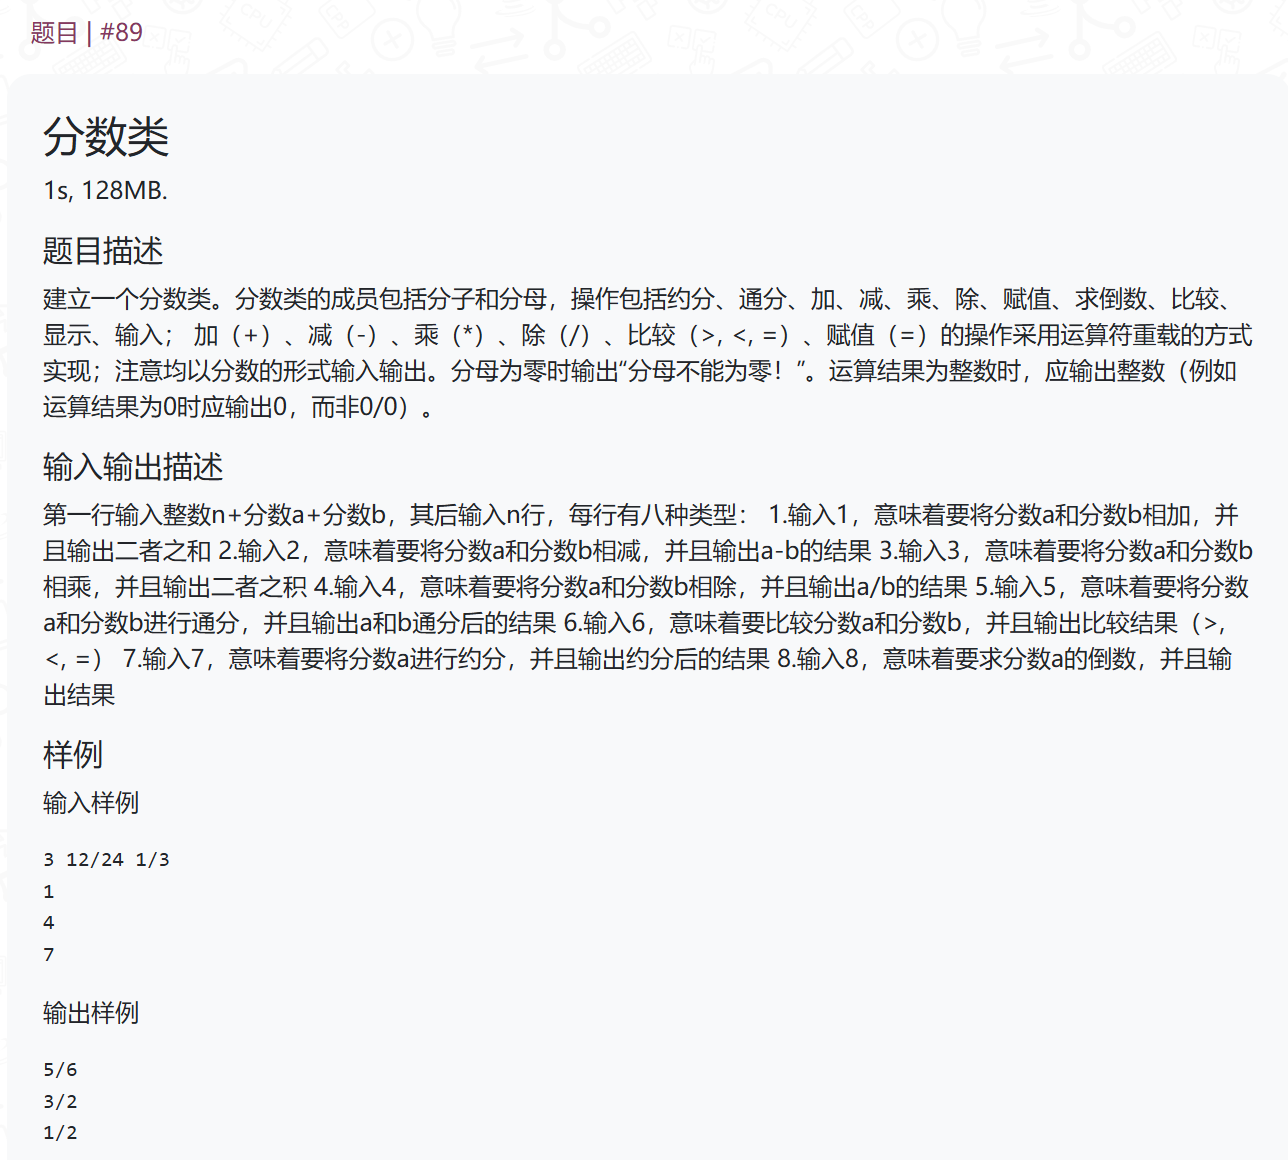 题目 | #89
分数类
1s, 128MB.
题目描述
建立一个分数类。分数类的成员包括分子和分母，操作包括约分、通分、加、减、乘、除、赋值、求倒数、比较、
显示、输入； 加（+）、减（-）、乘（*）、除（/）、比较（>, <, =）、赋值（=）的操作采用运算符重载的方式
实现；注意均以分数的形式输入输出。分母为零时输出“分母不能为零！”。运算结果为整数时，应输出整数（例如
运算结果为0时应输出0，而非0/0）。
输入输出描述
第一行输入整数n+分数a+分数b，其后输入n行，每行有八种类型： 1.输入1，意味着要将分数a和分数b相加，并
且输出二者之和 2.输入2，意味着要将分数a和分数b相减，并且输出a-b的结果 3.输入3，意味着要将分数a和分数b
相乘，并且输出二者之积 4.输入4，意味着要将分数a和分数b相除，并且输出a/b的结果 5.输入5，意味着要将分数
a和分数b进行通分，并且输出a和b通分后的结果 6.输入6，意味着要比较分数a和分数b，并且输出比较结果（>,
<, =） 7.输入7，意味着要将分数a进行约分，并且输出约分后的结果 8.输入8，意味着要求分数a的倒数，并且输
出结果
样例
输入样例
3 12/24 1/3
1
4
7
输出样例
5/6
3/2
1/2